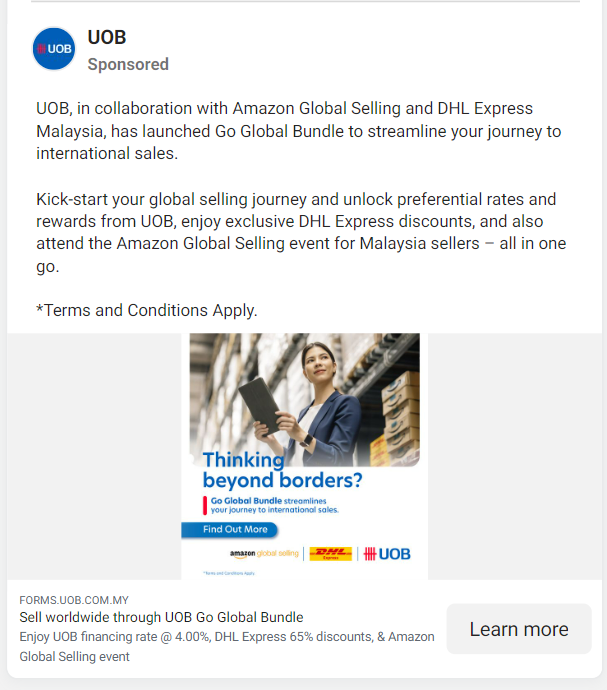 UOB
UOB
Sponsored
UOB, in collaboration with Amazon Global Selling and DHL Express
Malaysia, has launched Go Global Bundle to streamline your journey to
international sales.
Kick-start your global selling journey and unlock preferential rates and
rewards from UOB, enjoy exclusive DHL Express discounts, and also
attend the Amazon Global Selling event for Malaysia sellers – all in one
go.
*Terms and Conditions Apply.
Thinking
beyond borders?
Go Global Bundle streamlines
your journey to international sales.
Find Out More
amazon global selling DHL Express UOB
*Terms and Conditions Apply.
FORMS.UOB.COM.MY
Sell worldwide through UOB Go Global Bundle
Enjoy UOB financing rate @ 4.00%, DHL Express 65% discounts, & Amazon
Global Selling event
Learn more